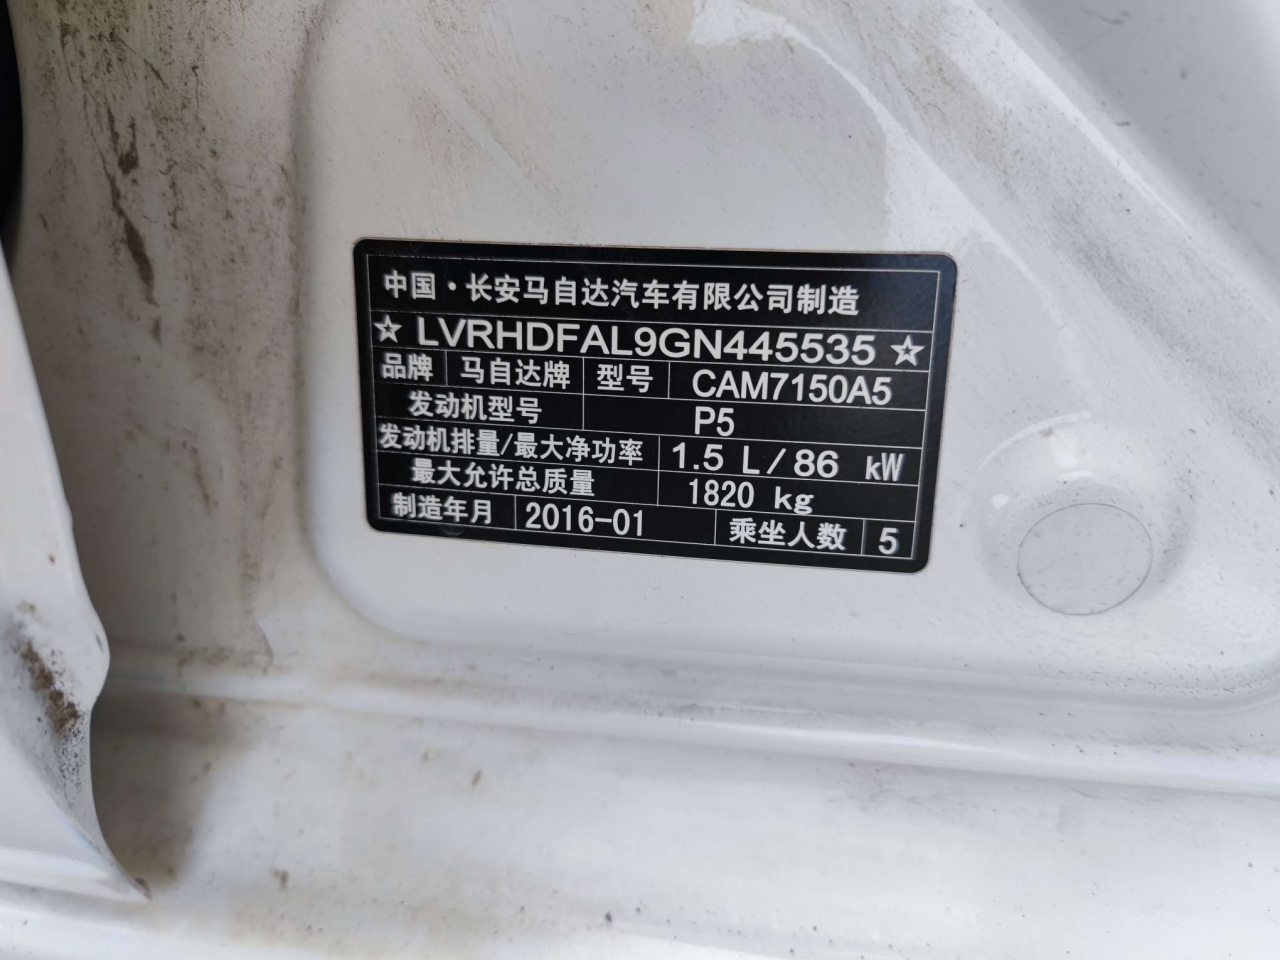 中国·长安马自达汽车有限公司制造
☆ LVRHDFAL9GN445535 ☆
品牌 马自达牌 型号 CAM7150A5
发动机型号 P5
发动机排量/最大净功率 1.5 L/86 kW
最大允许总质量 1820 kg
制造年月 2016-01 乘坐人数 5